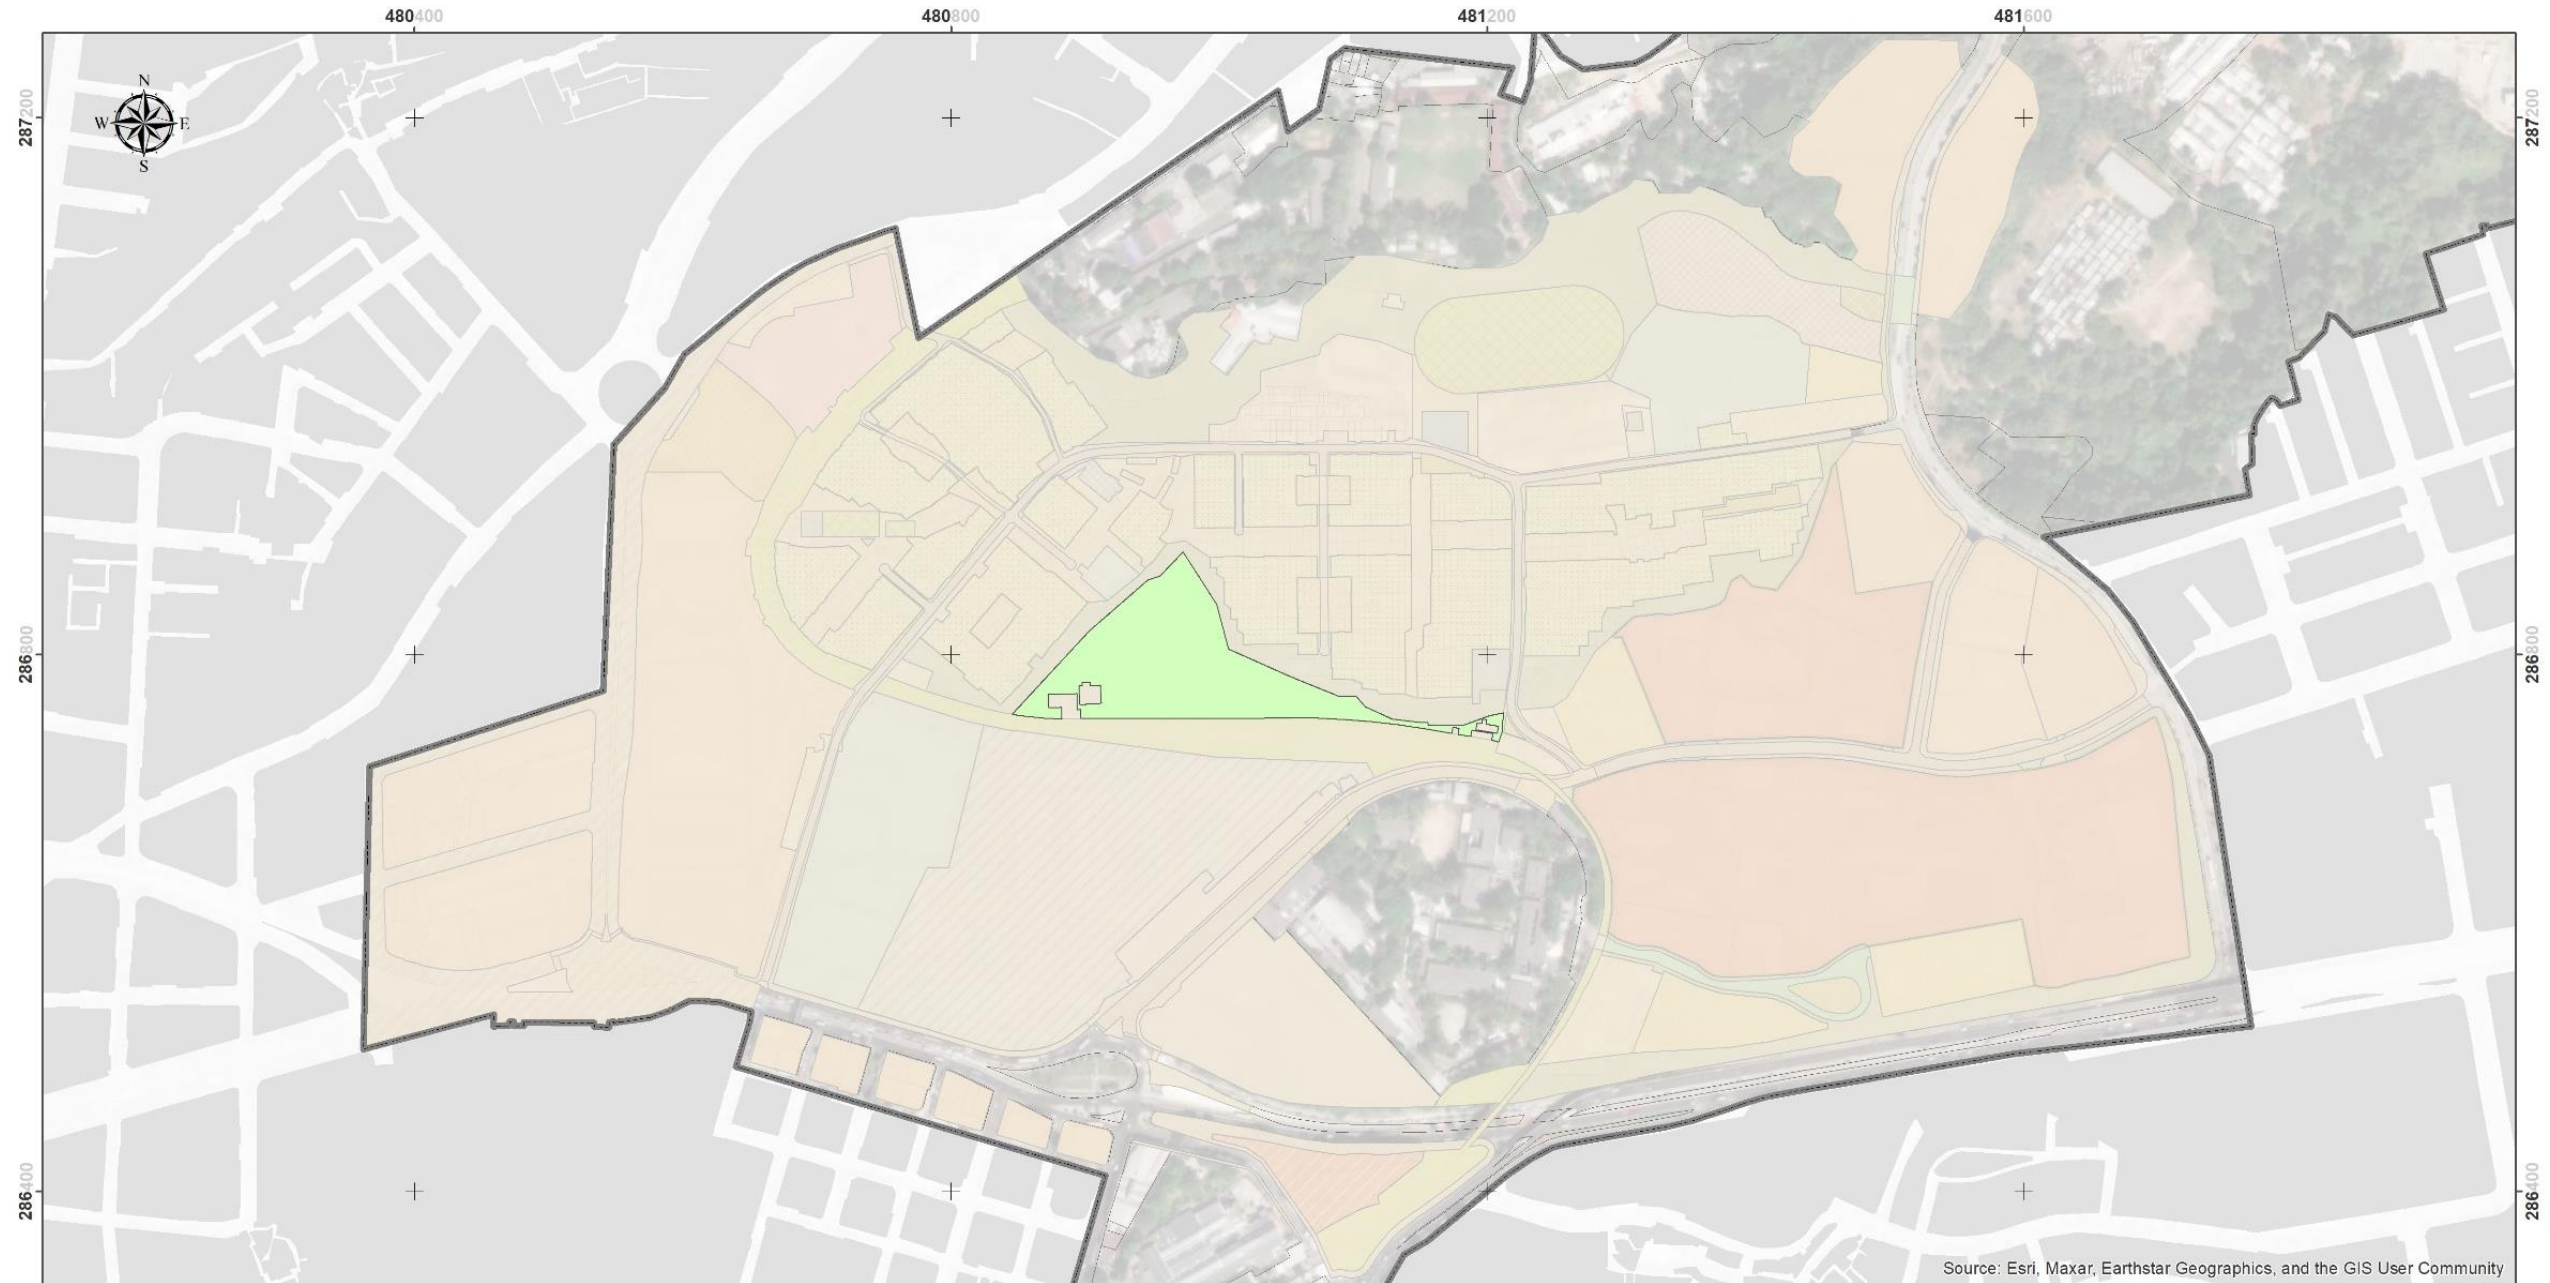 480400 480800 481200 481600
N
W E
S
287200 287200
286800 286800
286400 286400
Source: Esri, Maxar, Earthstar Geographics, and the GIS User Community